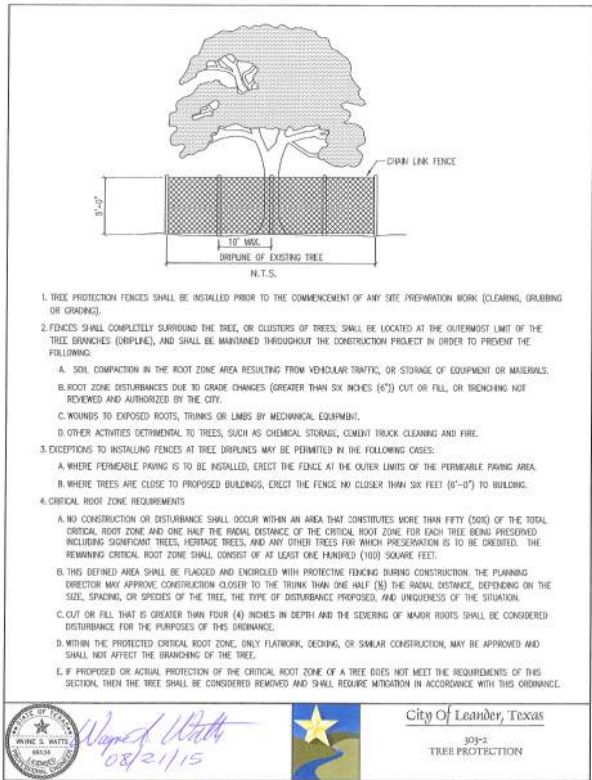 CHAIN LINK FENCE
5'-0"
10' MAX.
DRIPLINE OF EXISTING TREE
N.T.S.
1. TREE PROTECTION FENCES SHALL BE INSTALLED PRIOR TO THE COMMENCEMENT OF ANY SITE PREPARATION WORK (CLEARING, GRUBBING
OR GRADING).
2. FENCES SHALL COMPLETELY SURROUND THE TREE, OR CLUSTERS OF TREES; SHALL BE LOCATED AT THE OUTERMOST LIMIT OF THE
TREE BRANCHES (DRIPLINE), AND SHALL BE MAINTAINED THROUGHOUT THE CONSTRUCTION PROJECT IN ORDER TO PREVENT THE
FOLLOWING:
A. SOIL COMPACTION IN THE ROOT ZONE AREA RESULTING FROM VEHICULAR TRAFFIC, OR STORAGE OF EQUIPMENT OR MATERIALS.
B. ROOT ZONE DISTURBANCES DUE TO GRADE CHANGES (GREATER THAN SIX INCHES (6")) CUT OR FILL, OR TRENCHING NOT
REVIEWED AND AUTHORIZED BY THE CITY.
C. WOUNDS TO EXPOSED ROOTS, TRUNKS OR LIMBS BY MECHANICAL EQUIPMENT.
D. OTHER ACTIVITIES DETRIMENTAL TO TREES, SUCH AS CHEMICAL STORAGE, CEMENT TRUCK CLEANING AND FIRE.
3. EXCEPTIONS TO INSTALLING FENCES AT TREE DRIPLINES MAY BE PERMITTED IN THE FOLLOWING CASES:
A. WHERE PERMEABLE PAVING IS TO BE INSTALLED, ERECT THE FENCE AT THE OUTER LIMITS OF THE PERMEABLE PAVING AREA.
B. WHERE TREES ARE CLOSE TO PROPOSED BUILDINGS, ERECT THE FENCE NO CLOSER THAN SIX FEET (6'-0") TO BUILDING.
4. CRITICAL ROOT ZONE REQUIREMENTS
A. NO CONSTRUCTION OR DISTURBANCE SHALL OCCUR WITHIN AN AREA THAT CONSTITUTES MORE THAN FIFTY (50%) OF THE TOTAL
CRITICAL ROOT ZONE AND ONE HALF THE RADIAL DISTANCE OF THE CRITICAL ROOT ZONE FOR EACH TREE BEING PRESERVED
INCLUDING SIGNIFICANT TREES, HERITAGE TREES, AND ANY OTHER TREES FOR WHICH PRESERVATION IS TO BE CREDITED. THE
REMAINING CRITICAL ROOT ZONE SHALL CONSIST OF AT LEAST ONE HUNDRED (100) SQUARE FEET.
B. THIS DEFINED AREA SHALL BE FLAGGED AND ENCIRCLED WITH PROTECTIVE FENCING DURING CONSTRUCTION. THE PLANNING
DIRECTOR MAY APPROVE CONSTRUCTION CLOSER TO THE TRUNK THAN ONE HALF (½) THE RADIAL DISTANCE, DEPENDING ON THE
SIZE, SPACING, OR SPECIES OF THE TREE, THE TYPE OF DISTURBANCE PROPOSED, AND UNIQUENESS OF THE SITUATION.
C. CUT OR FILL THAT IS GREATER THAN FOUR (4) INCHES IN DEPTH AND THE SEVERING OF MAJOR ROOTS SHALL BE CONSIDERED
DISTURBANCE FOR THE PURPOSES OF THIS ORDINANCE.
D. WITHIN THE PROTECTED CRITICAL ROOT ZONE, ONLY FLATWORK, DECKING, OR SIMILAR CONSTRUCTION, MAY BE APPROVED AND
SHALL NOT AFFECT THE BRANCHING OF THE TREE.
E. IF PROPOSED OR ACTUAL PROTECTION OF THE CRITICAL ROOT ZONE OF A TREE DOES NOT MEET THE REQUIREMENTS OF THIS
SECTION, THEN THE TREE SHALL BE CONSIDERED REMOVED AND SHALL REQUIRE MITIGATION IN ACCORDANCE WITH THIS ORDINANCE.
STATE OF TEXAS
WAYNE S. WATTS
PROFESSIONAL ENGINEER
Wayne S Watts
08/21/15
City Of Leander, Texas
303-2
TREE PROTECTION